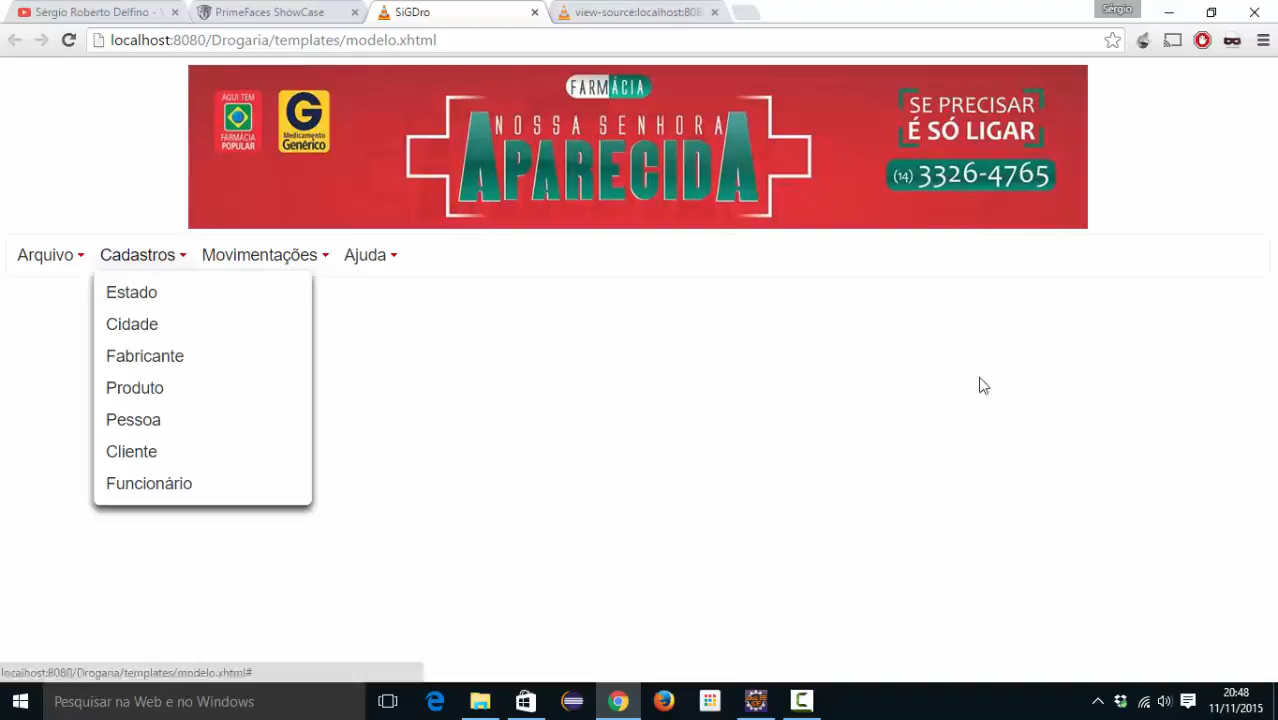 Sérgio Roberto Delfino - 
PrimeFaces ShowCase
SiGDro
view-source:localhost:808
Sérgio
localhost:8080/Drogaria/templates/modelo.xhtml
AQUI TEM
FARMÁCIA
POPULAR
G
Medicamento
Genérico
FARMÁCIA
NOSSA SENHORA
APARECIDA
SE PRECISAR
É SÓ LIGAR
(14) 3326-4765
Arquivo
Cadastros
Movimentações
Ajuda
Estado
Cidade
Fabricante
Produto
Pessoa
Cliente
Funcionário
localhost:8080/Drogaria/templates/modelo.xhtml#
Pesquisar na Web e no Windows
20:48
11/11/2015